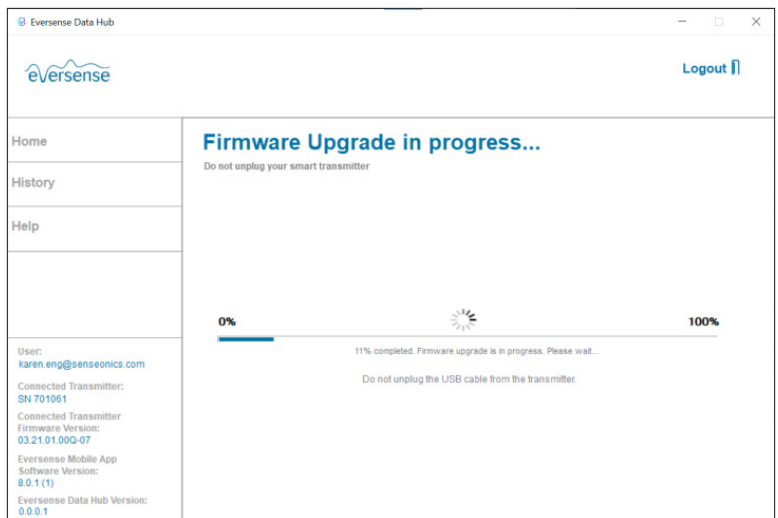 Eversense Data Hub
eversense
Logout
Home
History
Help
Firmware Upgrade in progress...
Do not unplug your smart transmitter
0%
100%
11% completed. Firmware upgrade is in progress. Please wait...
Do not unplug the USB cable from the transmitter.
User:
karen.eng@senseonics.com
Connected Transmitter:
SN 701061
Connected Transmitter
Firmware Version:
03.21.01.00Q-07
Eversense Mobile App
Software Version:
8.0.1 (1)
Eversense Data Hub Version:
0.0.0.1